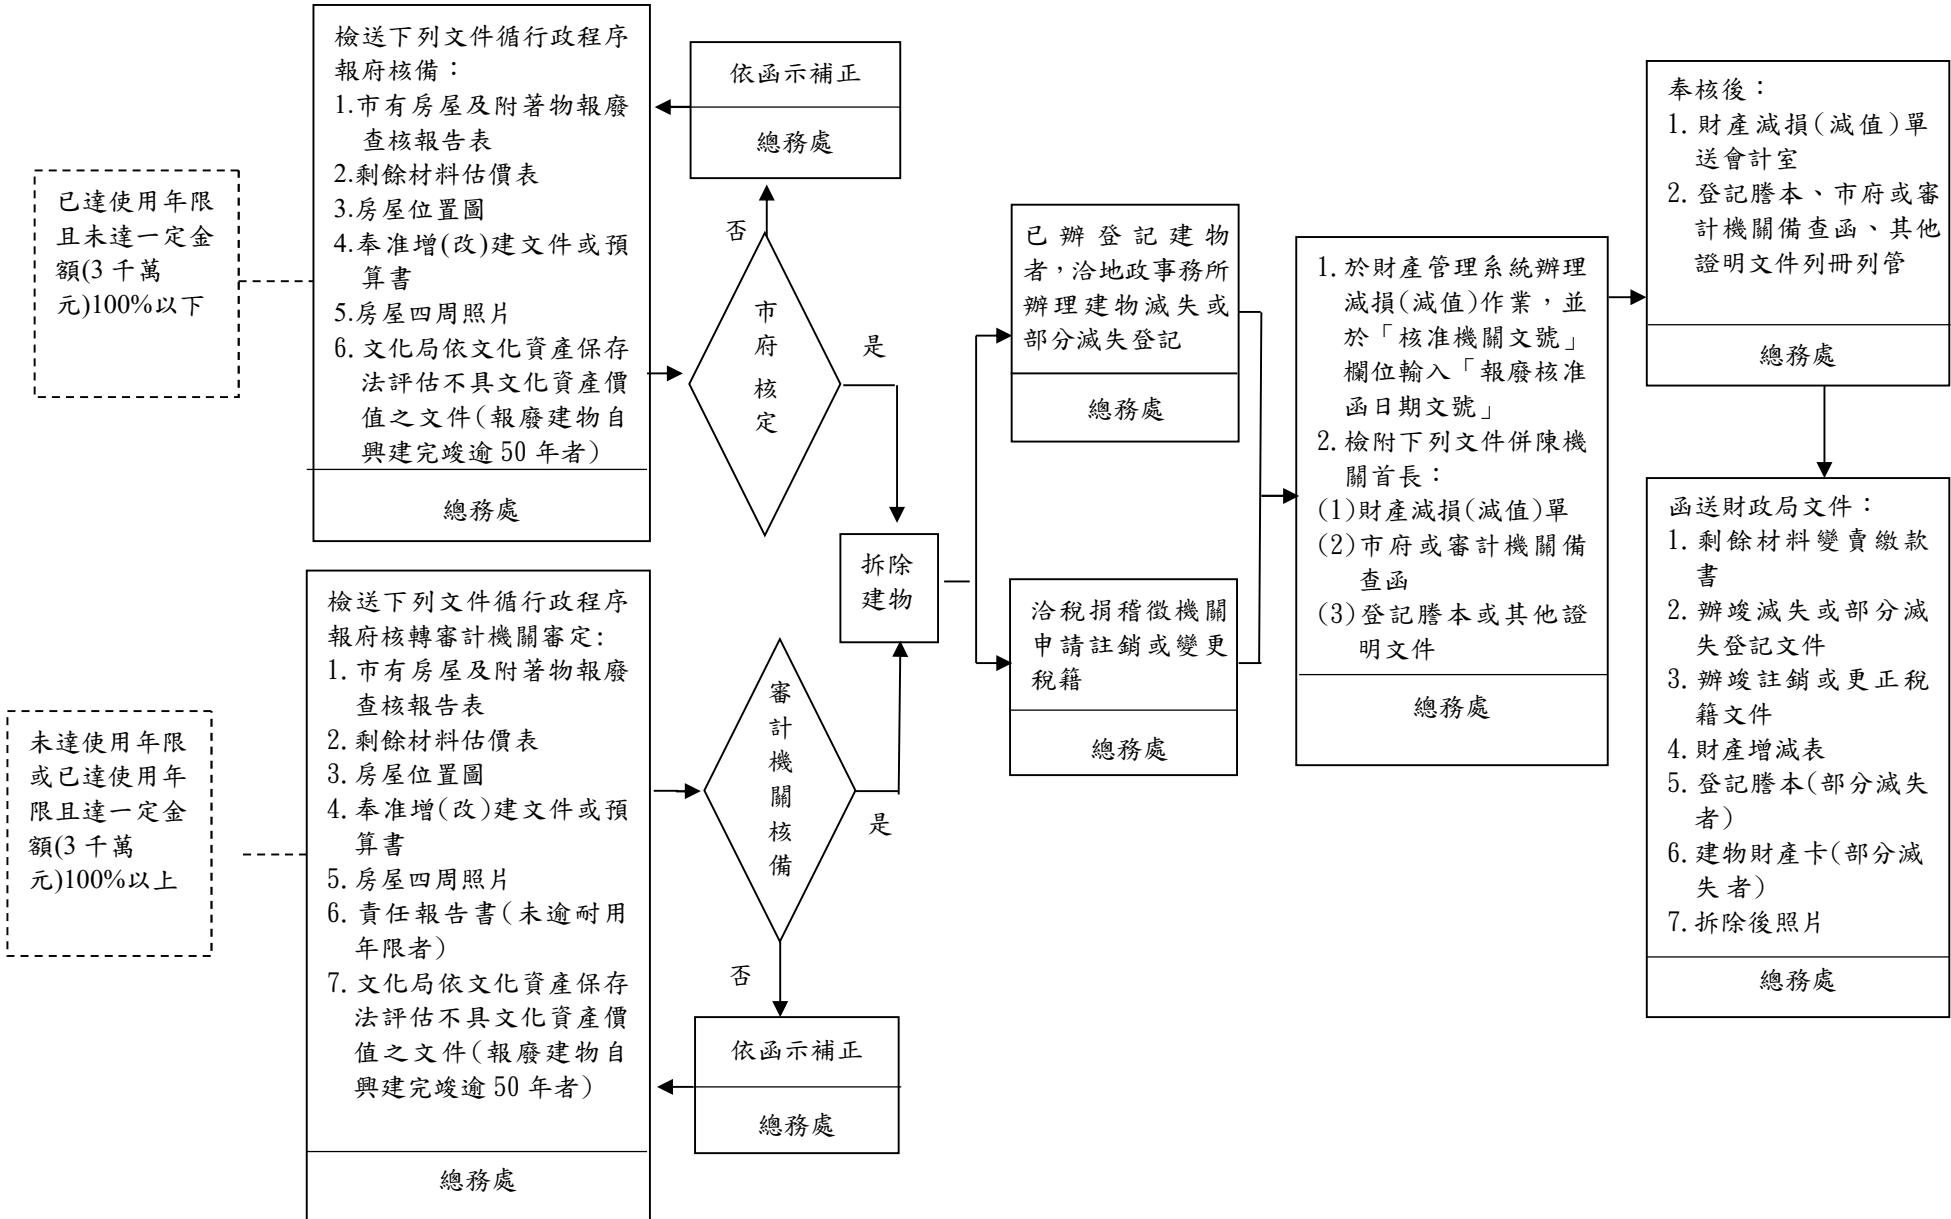 已達使用年限
且未達一定金
額(3 千萬
元)100%以下
檢送下列文件循行政程序
報府核備：
1.市有房屋及附著物報廢
查核報告表
2.剩餘材料估價表
3.房屋位置圖
4.奉准增(改)建文件或預
算書
5.房屋四周照片
6.文化局依文化資產保存
法評估不具文化資產價
值之文件(報廢建物自
興建完竣逾 50 年者)
總務處
依函示補正
總務處
否
市府核定
是
未達使用年限
或已達使用年
限且達一定金
額(3 千萬
元)100%以上
檢送下列文件循行政程序
報府核轉審計機關審定:
1.市有房屋及附著物報廢
查核報告表
2.剩餘材料估價表
3.房屋位置圖
4.奉准增(改)建文件或預
算書
5.房屋四周照片
6.責任報告書(未逾耐用
年限者)
7.文化局依文化資產保存
法評估不具文化資產價
值之文件(報廢建物自
興建完竣逾 50 年者)
總務處
審計機關核備
是
否
依函示補正
總務處
拆除
建物
已辦登記建物
者，洽地政事務所
辦理建物滅失或
部分滅失登記
總務處
洽稅捐稽徵機關
申請註銷或變更
稅籍
總務處
1.於財產管理系統辦理
減損(減值)作業，並
於「核准機關文號」
欄位輸入「報廢核准
函日期文號」
2.檢附下列文件併陳機
關首長：
(1)財產減損(減值)單
(2)市府或審計機關備
查函
(3)登記謄本或其他證
明文件
總務處
奉核後：
1.財產減損(減值)單
送會計室
2.登記謄本、市府或審
計機關備查函、其他
證明文件列冊列管
總務處
函送財政局文件：
1.剩餘材料變賣繳款
書
2.辦竣滅失或部分滅
失登記文件
3.辦竣註銷或更正稅
籍文件
4.財產增減表
5.登記謄本(部分滅失
者)
6.建物財產卡(部分滅
失者)
7.拆除後照片
總務處